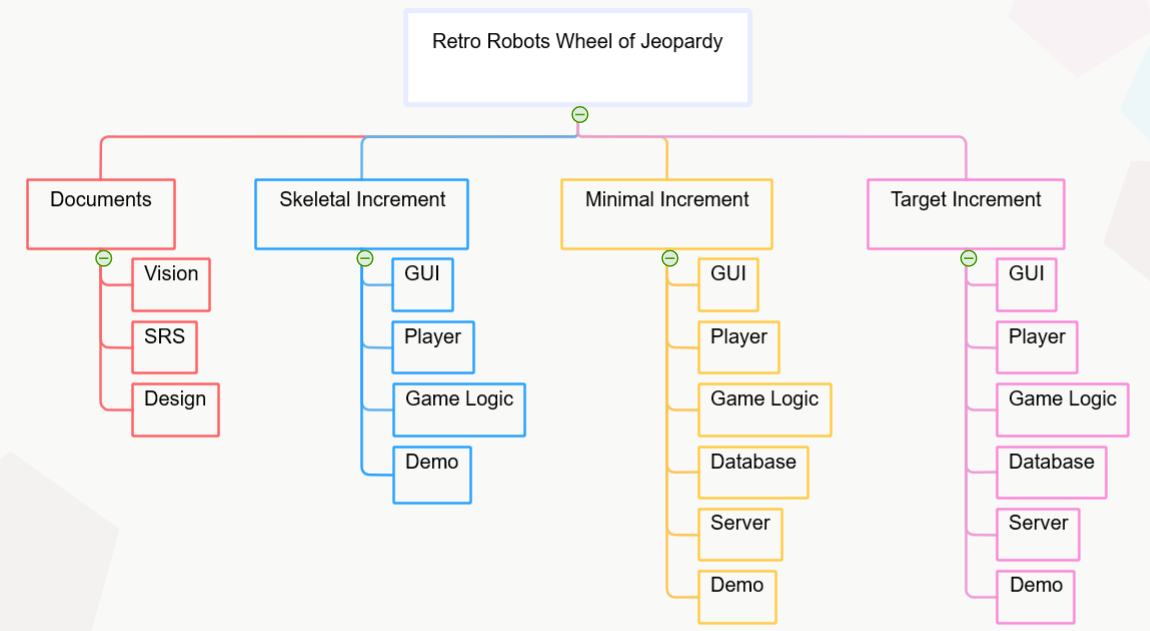 Retro Robots Wheel of Jeopardy
Documents
Vision
SRS
Design
Skeletal Increment
GUI
Player
Game Logic
Demo
Minimal Increment
GUI
Player
Game Logic
Database
Server
Demo
Target Increment
GUI
Player
Game Logic
Database
Server
Demo